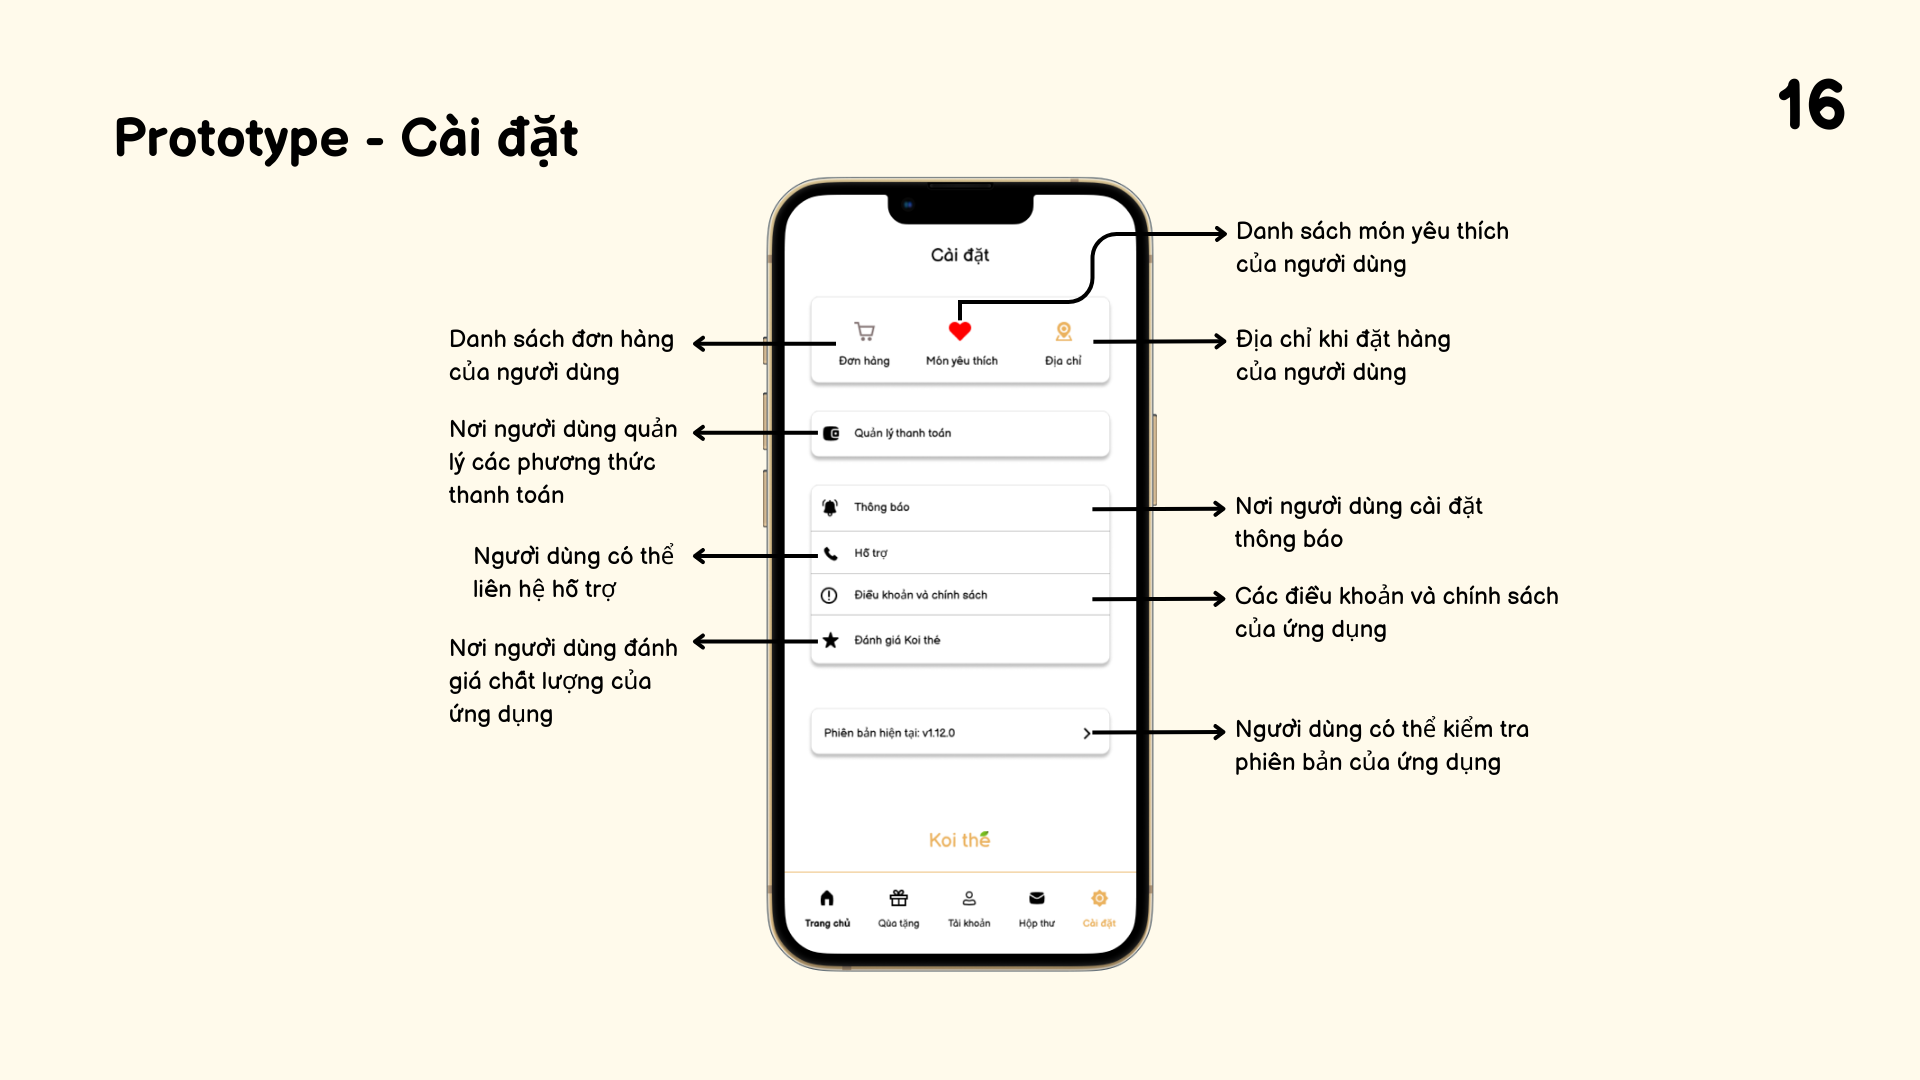 16
Prototype - Cài đặt
Cài đặt
Danh sách món yêu thích
của người dùng
Danh sách đơn hàng
của người dùng
Đơn hàng
Món yêu thích
Địa chỉ
Địa chỉ khi đặt hàng
của người dùng
Nơi người dùng quản
lý các phương thức
thanh toán
Quản lý thanh toán
Thông báo
Nơi người dùng cài đặt
thông báo
Người dùng có thể
liên hệ hỗ trợ
Hỗ trợ
Điều khoản và chính sách
Các điều khoản và chính sách
của ứng dụng
Nơi người dùng đánh
giá chất lượng của
ứng dụng
Đánh giá Koi thé
Phiên bản hiện tại: v1.12.0
Người dùng có thể kiểm tra
phiên bản của ứng dụng
Koi thé
Trang chủ
Qùa tặng
Tài khoản
Hộp thư
Cài đặt